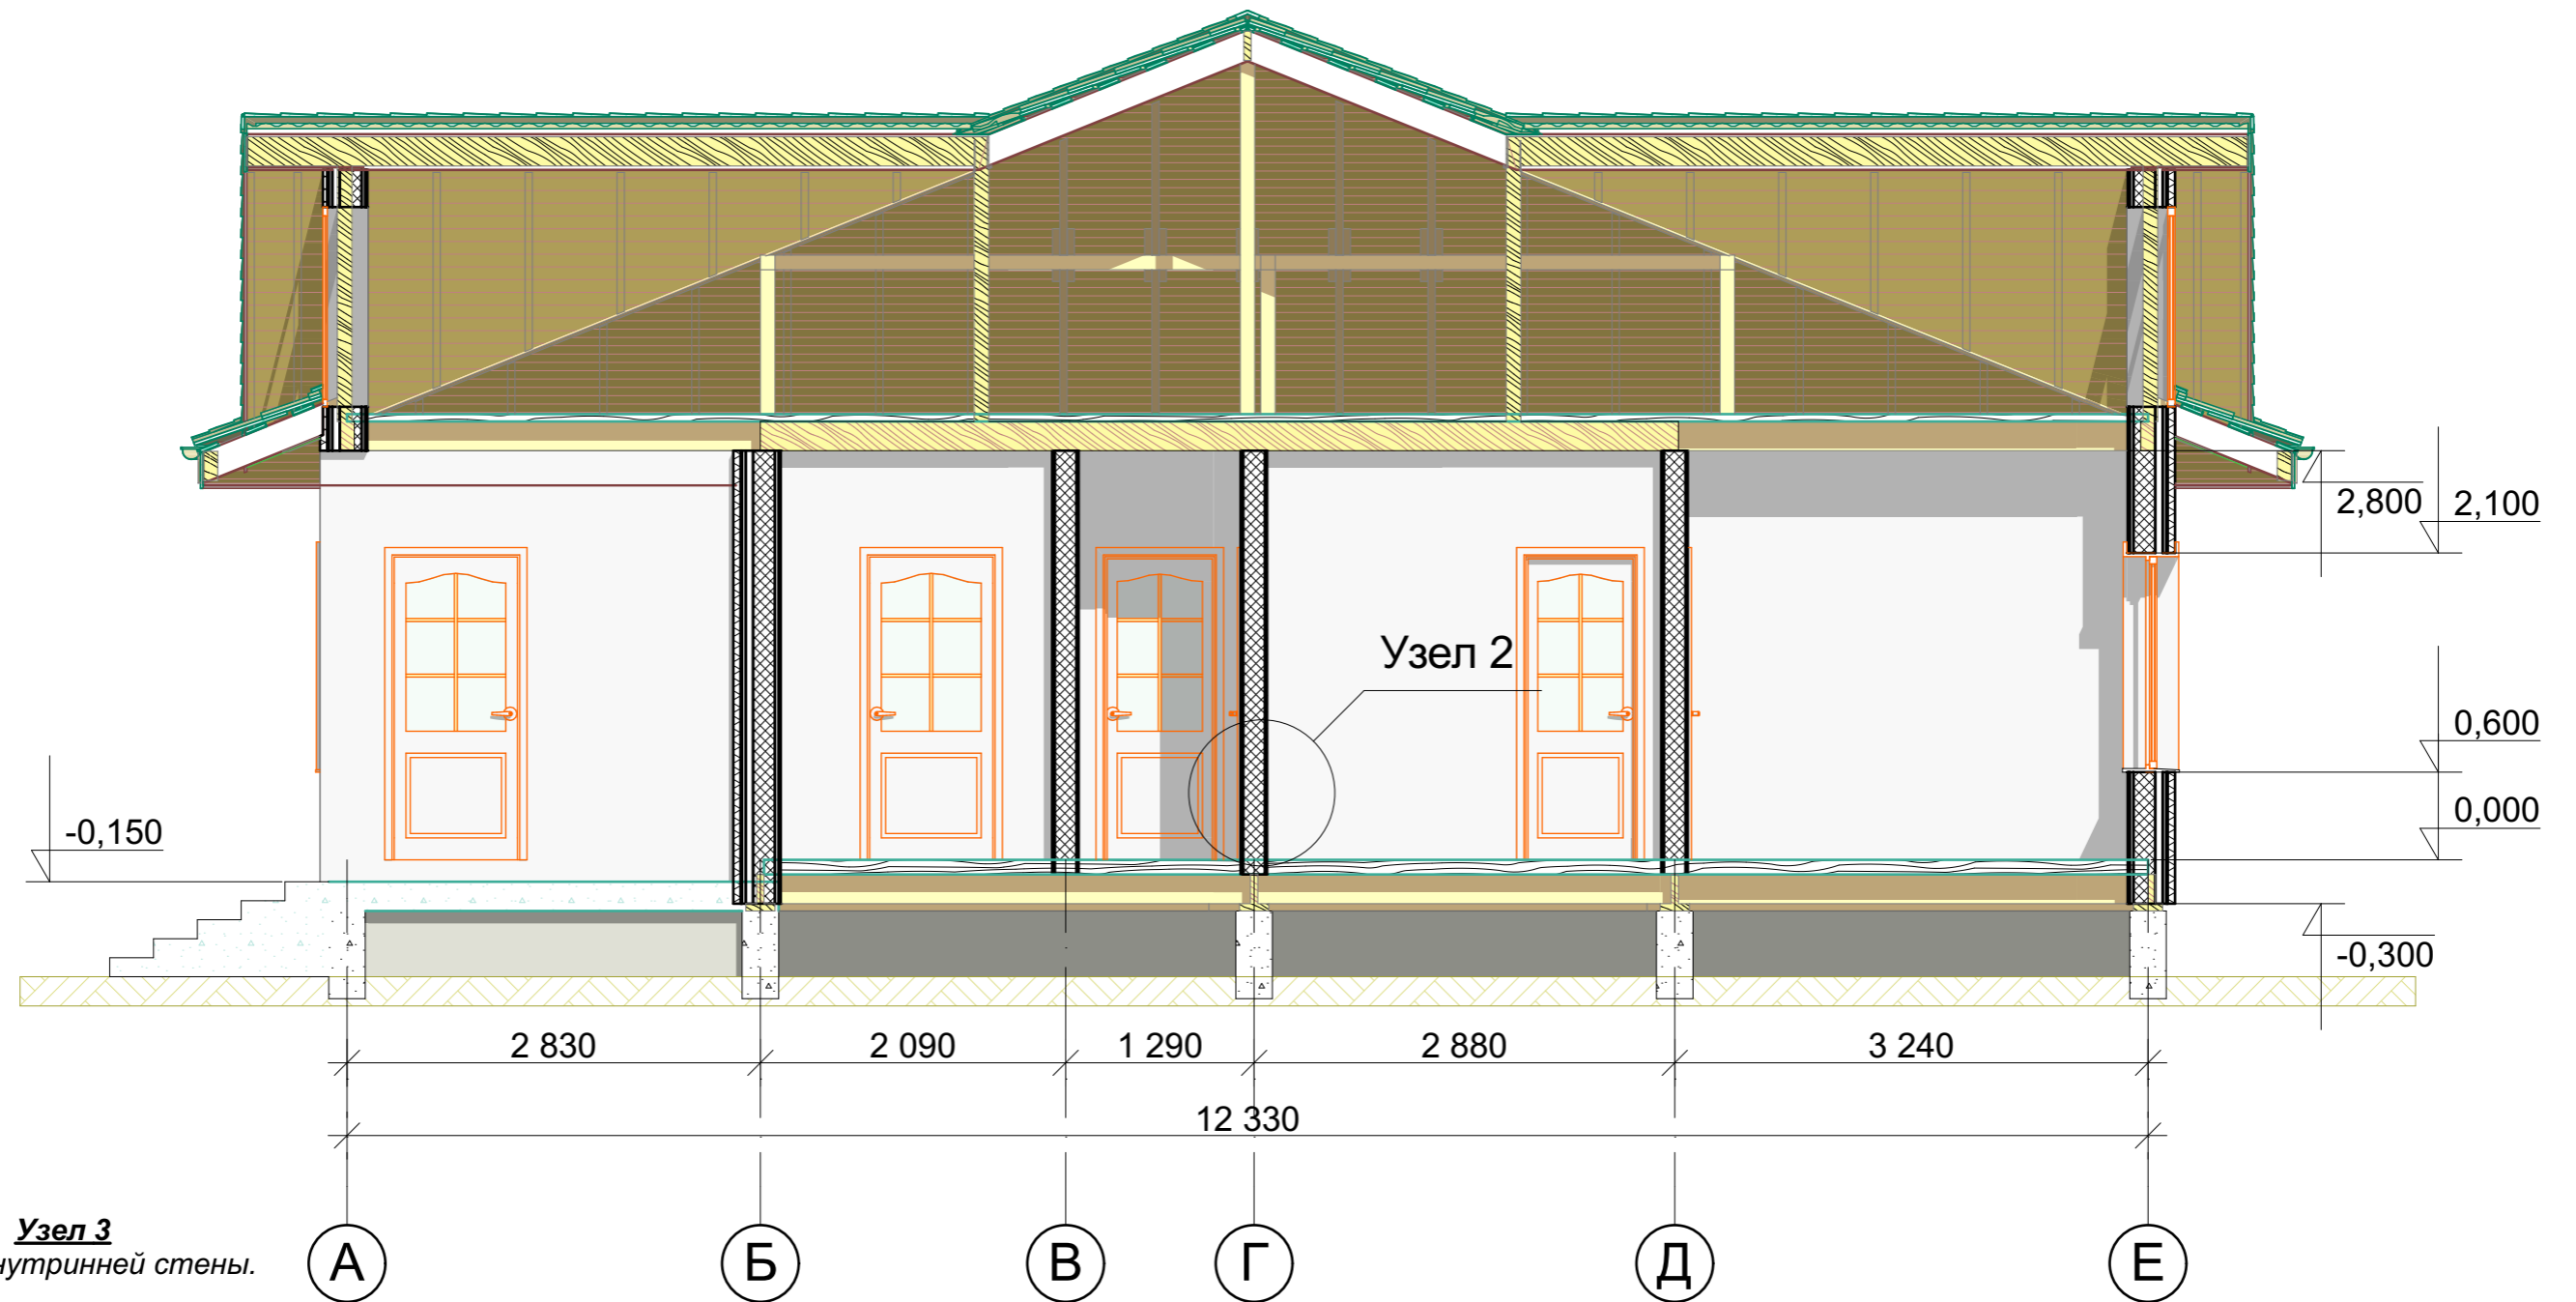 2,800
2,100
Узел 2
0,600
0,000
-0,150
-0,300
2 830
2 090
1 290
2 880
3 240
12 330
Узел 3
нутринней стены.
А
Б
В
Г
Д
Е